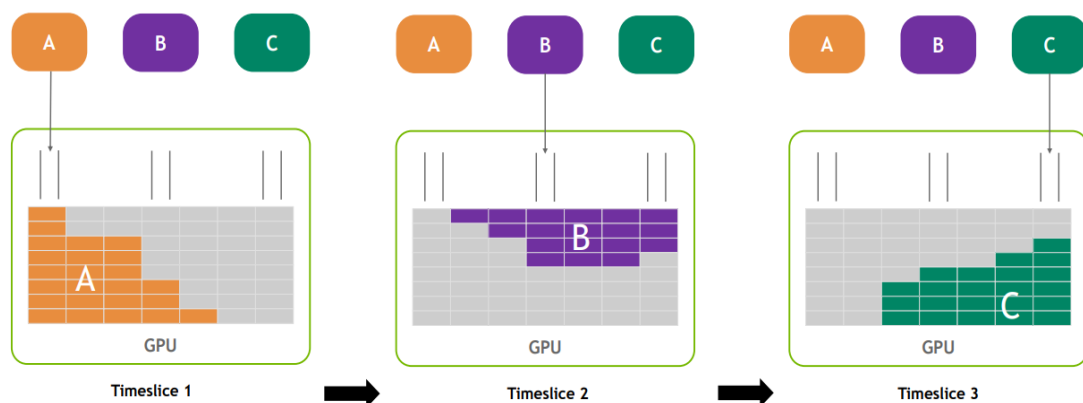 A B C
A B C
A B C
A
B
C
GPU
GPU
GPU
Timeslice 1
Timeslice 2
Timeslice 3